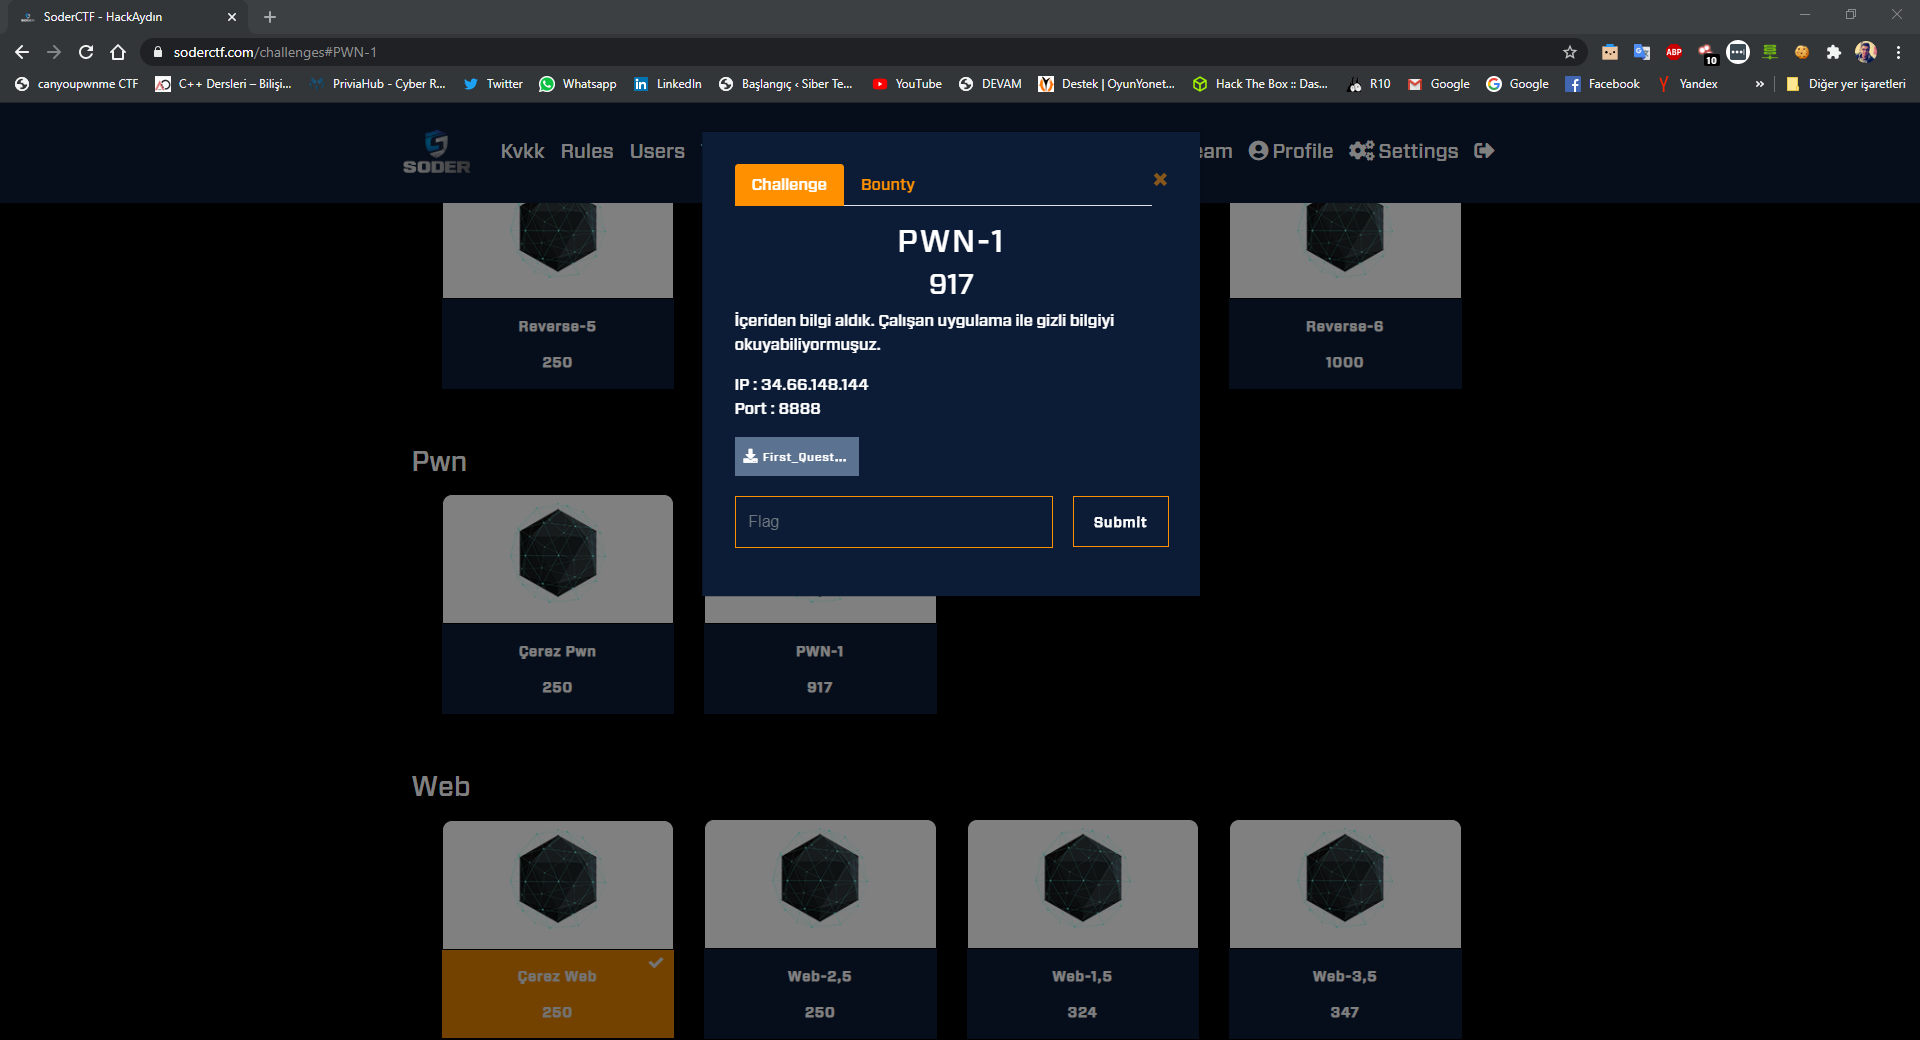 SoderCTF - HackAydın
soderctf.com/challenges#PWN-1
10
canyoupwnme CTF
C++ Dersleri – Bilişi...
PriviaHub - Cyber R...
Twitter
Whatsapp
LinkedIn
Başlangıç ‹ Siber Te...
YouTube
DEVAM
Destek | OyunYonet...
Hack The Box :: Das...
R10
Google
Google
Facebook
Yandex
»
Diğer yer işaretleri
SODER
Kvkk
Rules
Users
eam
Profile
Settings
Challenge
Bounty
PWN-1
917
İçeriden bilgi aldık. Çalışan uygulama ile gizli bilgiyi
okuyabiliyormuşuz.
IP : 34.66.148.144
Port : 8888
First_Quest...
Flag
Submit
Reverse-5
250
Reverse-6
1000
Pwn
Çerez Pwn
250
PWN-1
917
Web
Çerez Web
250
Web-2,5
250
Web-1,5
324
Web-3,5
347